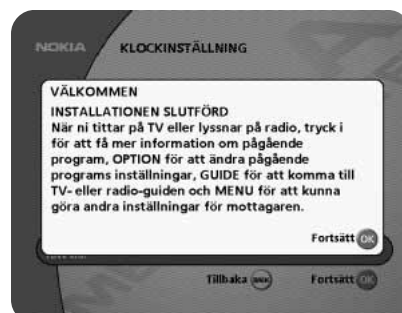 NOKIA
KLOCKINSTÄLLNING
VÄLKOMMEN
INSTALLATIONEN SLUTFÖRD
När ni tittar på TV eller lyssnar på radio, tryck i
för att få mer information om pågående
program, OPTION för att ändra pågående
programs inställningar, GUIDE för att komma till
TV- eller radio-guiden och MENU för att kunna
göra andra inställningar för mottagaren.
Fortsätt OK
Tillbaka Fortsätt OK